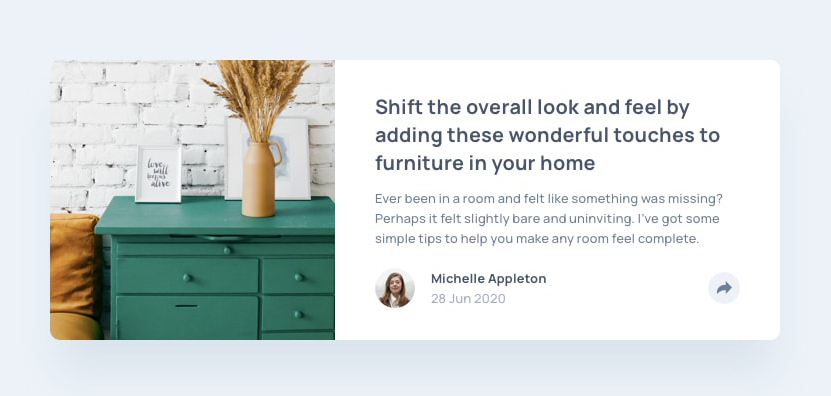 love
will
keep us
alive
Shift the overall look and feel by
adding these wonderful touches to
furniture in your home
Ever been in a room and felt like something was missing?
Perhaps it felt slightly bare and uninviting. I've got some
simple tips to help you make any room feel complete.
Michelle Appleton
28 Jun 2020